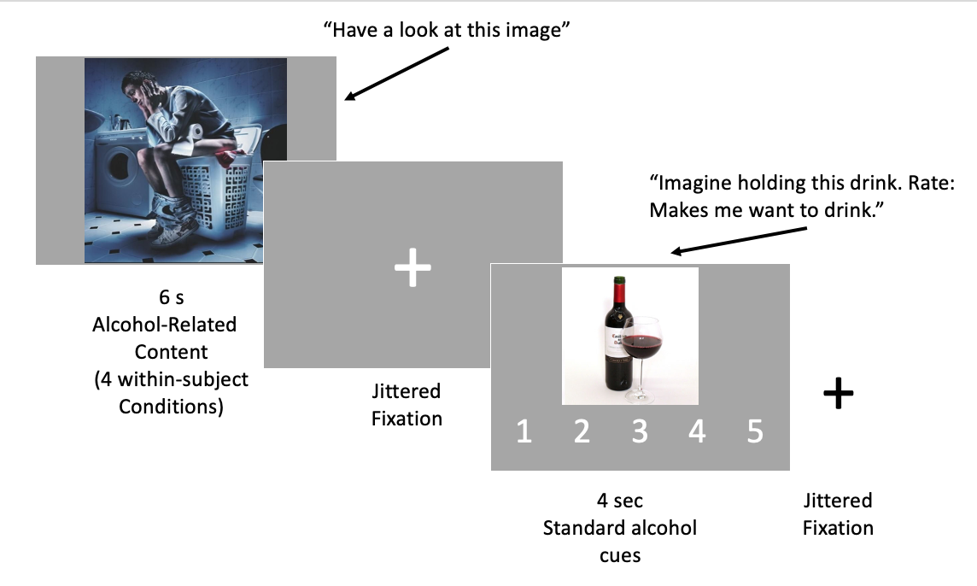 “Have a look at this image”
6 s
Alcohol-Related
Content
(4 within-subject
Conditions)
Jittered
Fixation
“Imagine holding this drink. Rate:
Makes me want to drink.”
1 2 3 4 5
4 sec
Standard alcohol
cues
Jittered
Fixation